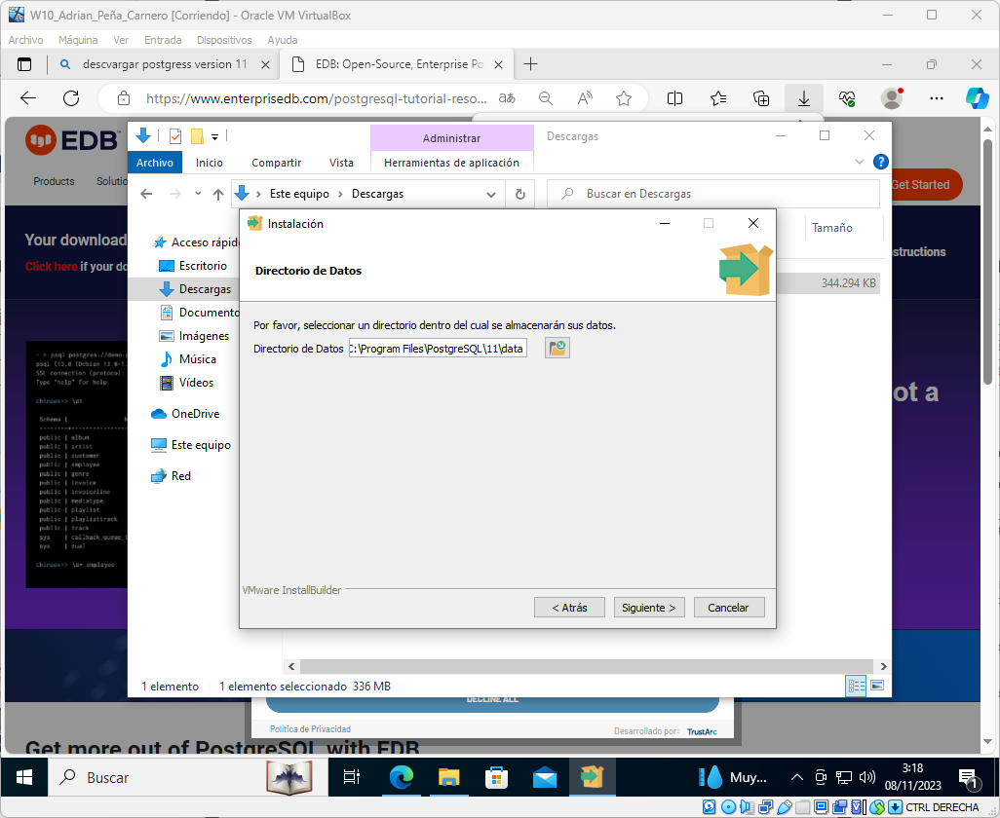 W10_Adrian_Peña_Carnero [Corriendo] - Oracle VM VirtualBox
Archivo Máquina Ver Entrada Dispositivos Ayuda
descvargar postgress version 11
EDB: Open-Source, Enterprise Po
https://www.enterprisedb.com/postgresql-tutorial-reso...
EDB
Products Solutio
Get Started
Administrar
Descargas
Archivo Inicio Compartir Vista Herramientas de aplicación
Este equipo > Descargas
Buscar en Descargas
Your download
structions
Click here if your do
ot a
Tamaño
344.294 KB
Acceso rápid
Escritorio
Descargas
Documento
Imágenes
Música
Vídeos
OneDrive
Este equipo
Red
Instalación
Directorio de Datos
Por favor, seleccionar un directorio dentro del cual se almacenarán sus datos.
Directorio de Datos C:\Program Files\PostgreSQL\11\data
VMware InstallBuilder
< Atrás Siguiente > Cancelar
Type "help" for help.
chinook=> \dt
Schema |
public | album
public | artist
public | customer
public | employee
public | genre
public | invoice
public | invoiceline
public | mediatype
public | playlist
public | playlisttrack
public | track
sys | callback_queue_t
sys | dual
chinook=> \d+ employee
1 elemento 1 elemento seleccionado 336 MB
DECLINE ALL
Política de Privacidad
Desarrollado por: TrustArc
Get more out of PostgreSQL with EDB
Buscar
Muy...
3:18
08/11/2023
1
CTRL DERECHA